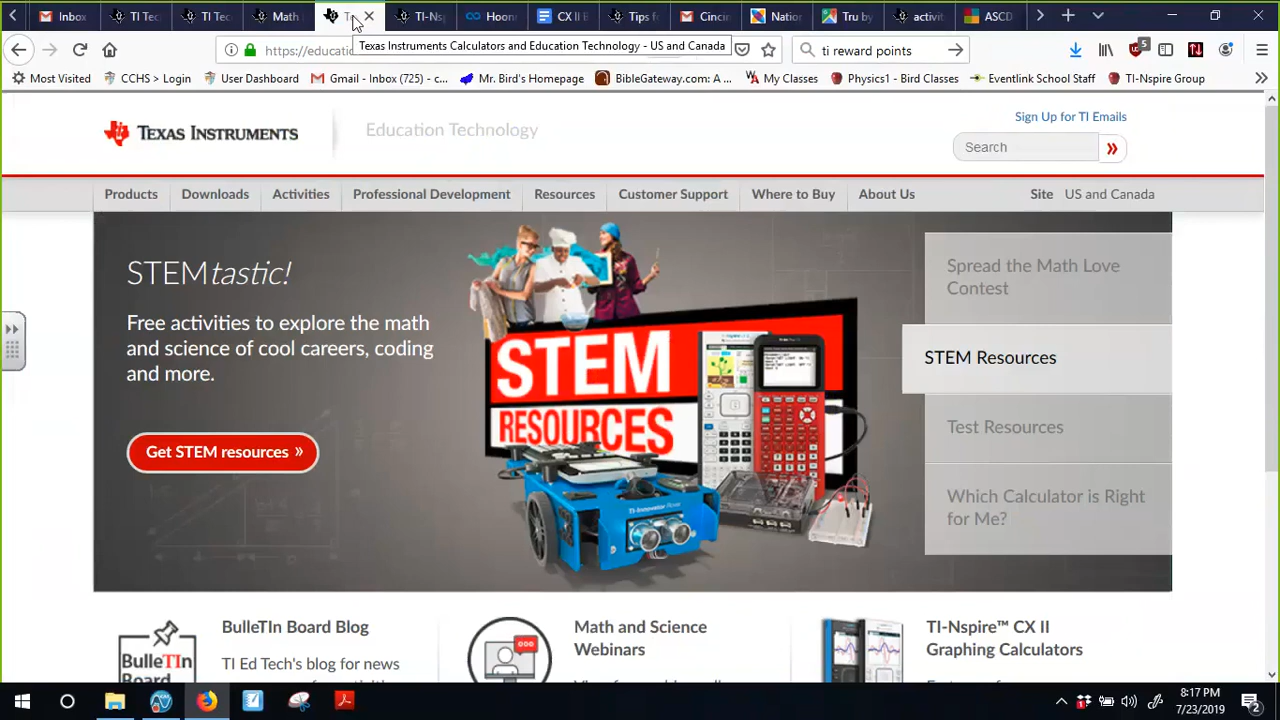 Inbox
TI Tec
TI Tec
Math
TI-Ns
Hoon
CX II E
Tips f
Cincin
Nation
Tru by
activit
ASCD
https://educatio
ti reward points
5
Texas Instruments Calculators and Education Technology - US and Canada
Most Visited
CCHS > Login
User Dashboard
Gmail - Inbox (725) - c...
Mr. Bird's Homepage
BibleGateway.com: A ...
My Classes
Physics1 - Bird Classes
Eventlink School Staff
TI-Nspire Group
TEXAS INSTRUMENTS
Education Technology
Sign Up for TI Emails
Search
Products
Downloads
Activities
Professional Development
Resources
Customer Support
Where to Buy
About Us
Site US and Canada
STEMtastic!
Free activities to explore the math
and science of cool careers, coding
and more.
Get STEM resources »
STEM
RESOURCES
TI-Innovator Rover
Spread the Math Love
Contest
STEM Resources
Test Resources
Which Calculator is Right
for Me?
BulleTIn
Board
BulleTIn Board Blog
TI Ed Tech's blog for news
Math and Science
Webinars
TI-Nspire™ CX II
Graphing Calculators
8:17 PM
7/23/2019
2